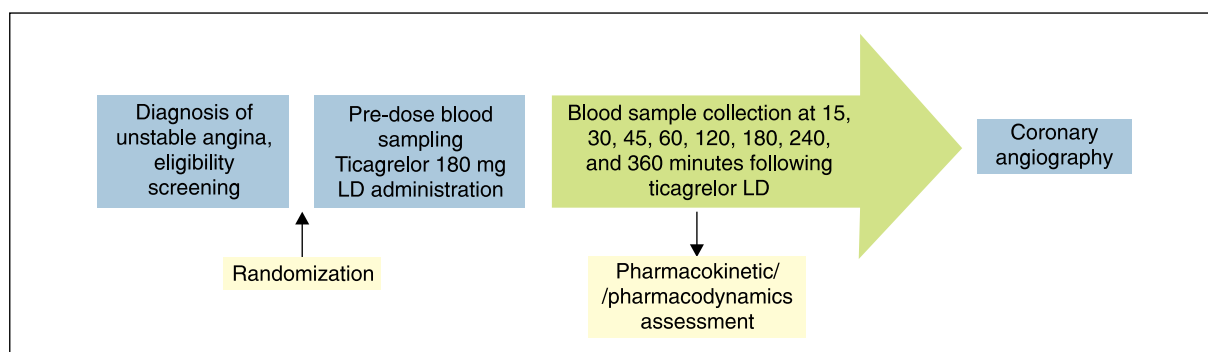 Diagnosis of
unstable angina,
eligibility
screening
Pre-dose blood
sampling
Ticagrelor 180 mg
LD administration
Blood sample collection at 15,
30, 45, 60, 120, 180, 240,
and 360 minutes following
ticagrelor LD
Coronary
angiography
Randomization
Pharmacokinetic/
/pharmacodynamics
assessment